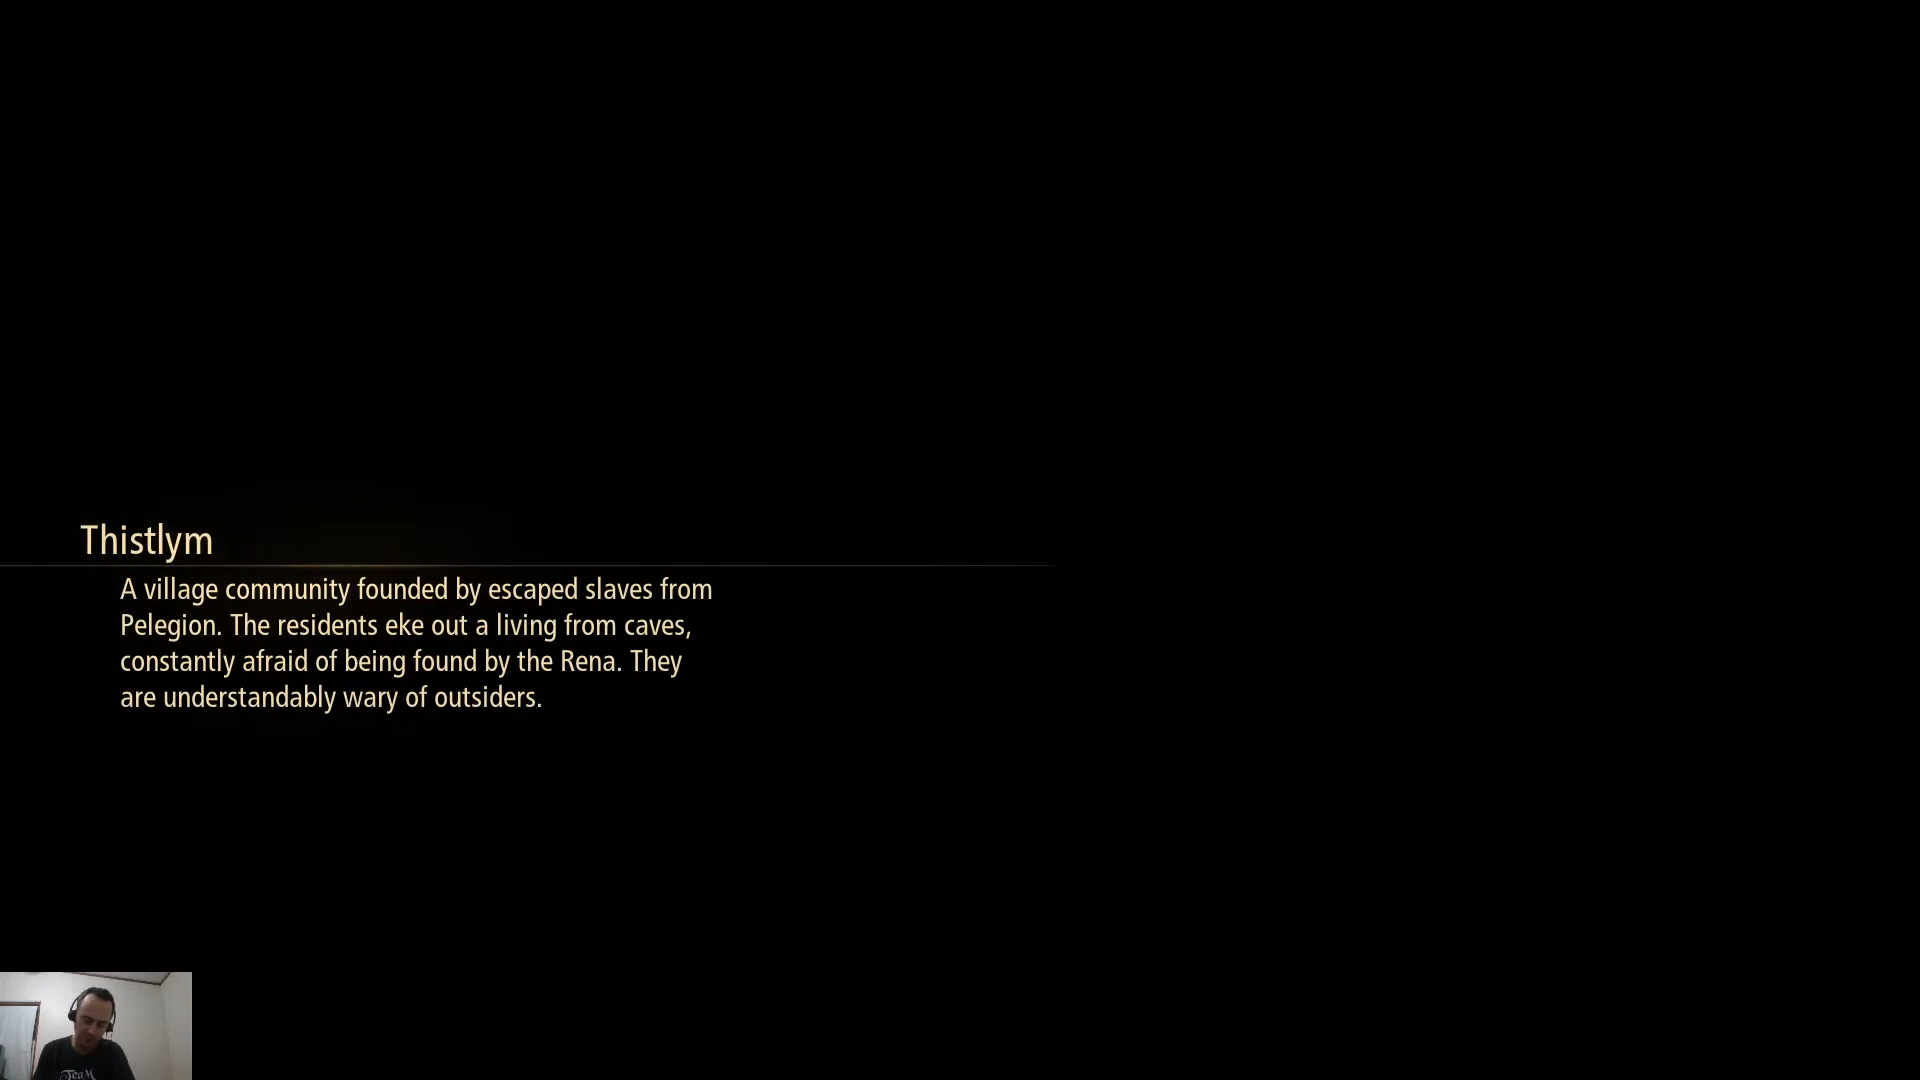 Thistlym
A village community founded by escaped slaves from
Pelegion. The residents eke out a living from caves,
constantly afraid of being found by the Rena. They
are understandably wary of outsiders.
TeaM